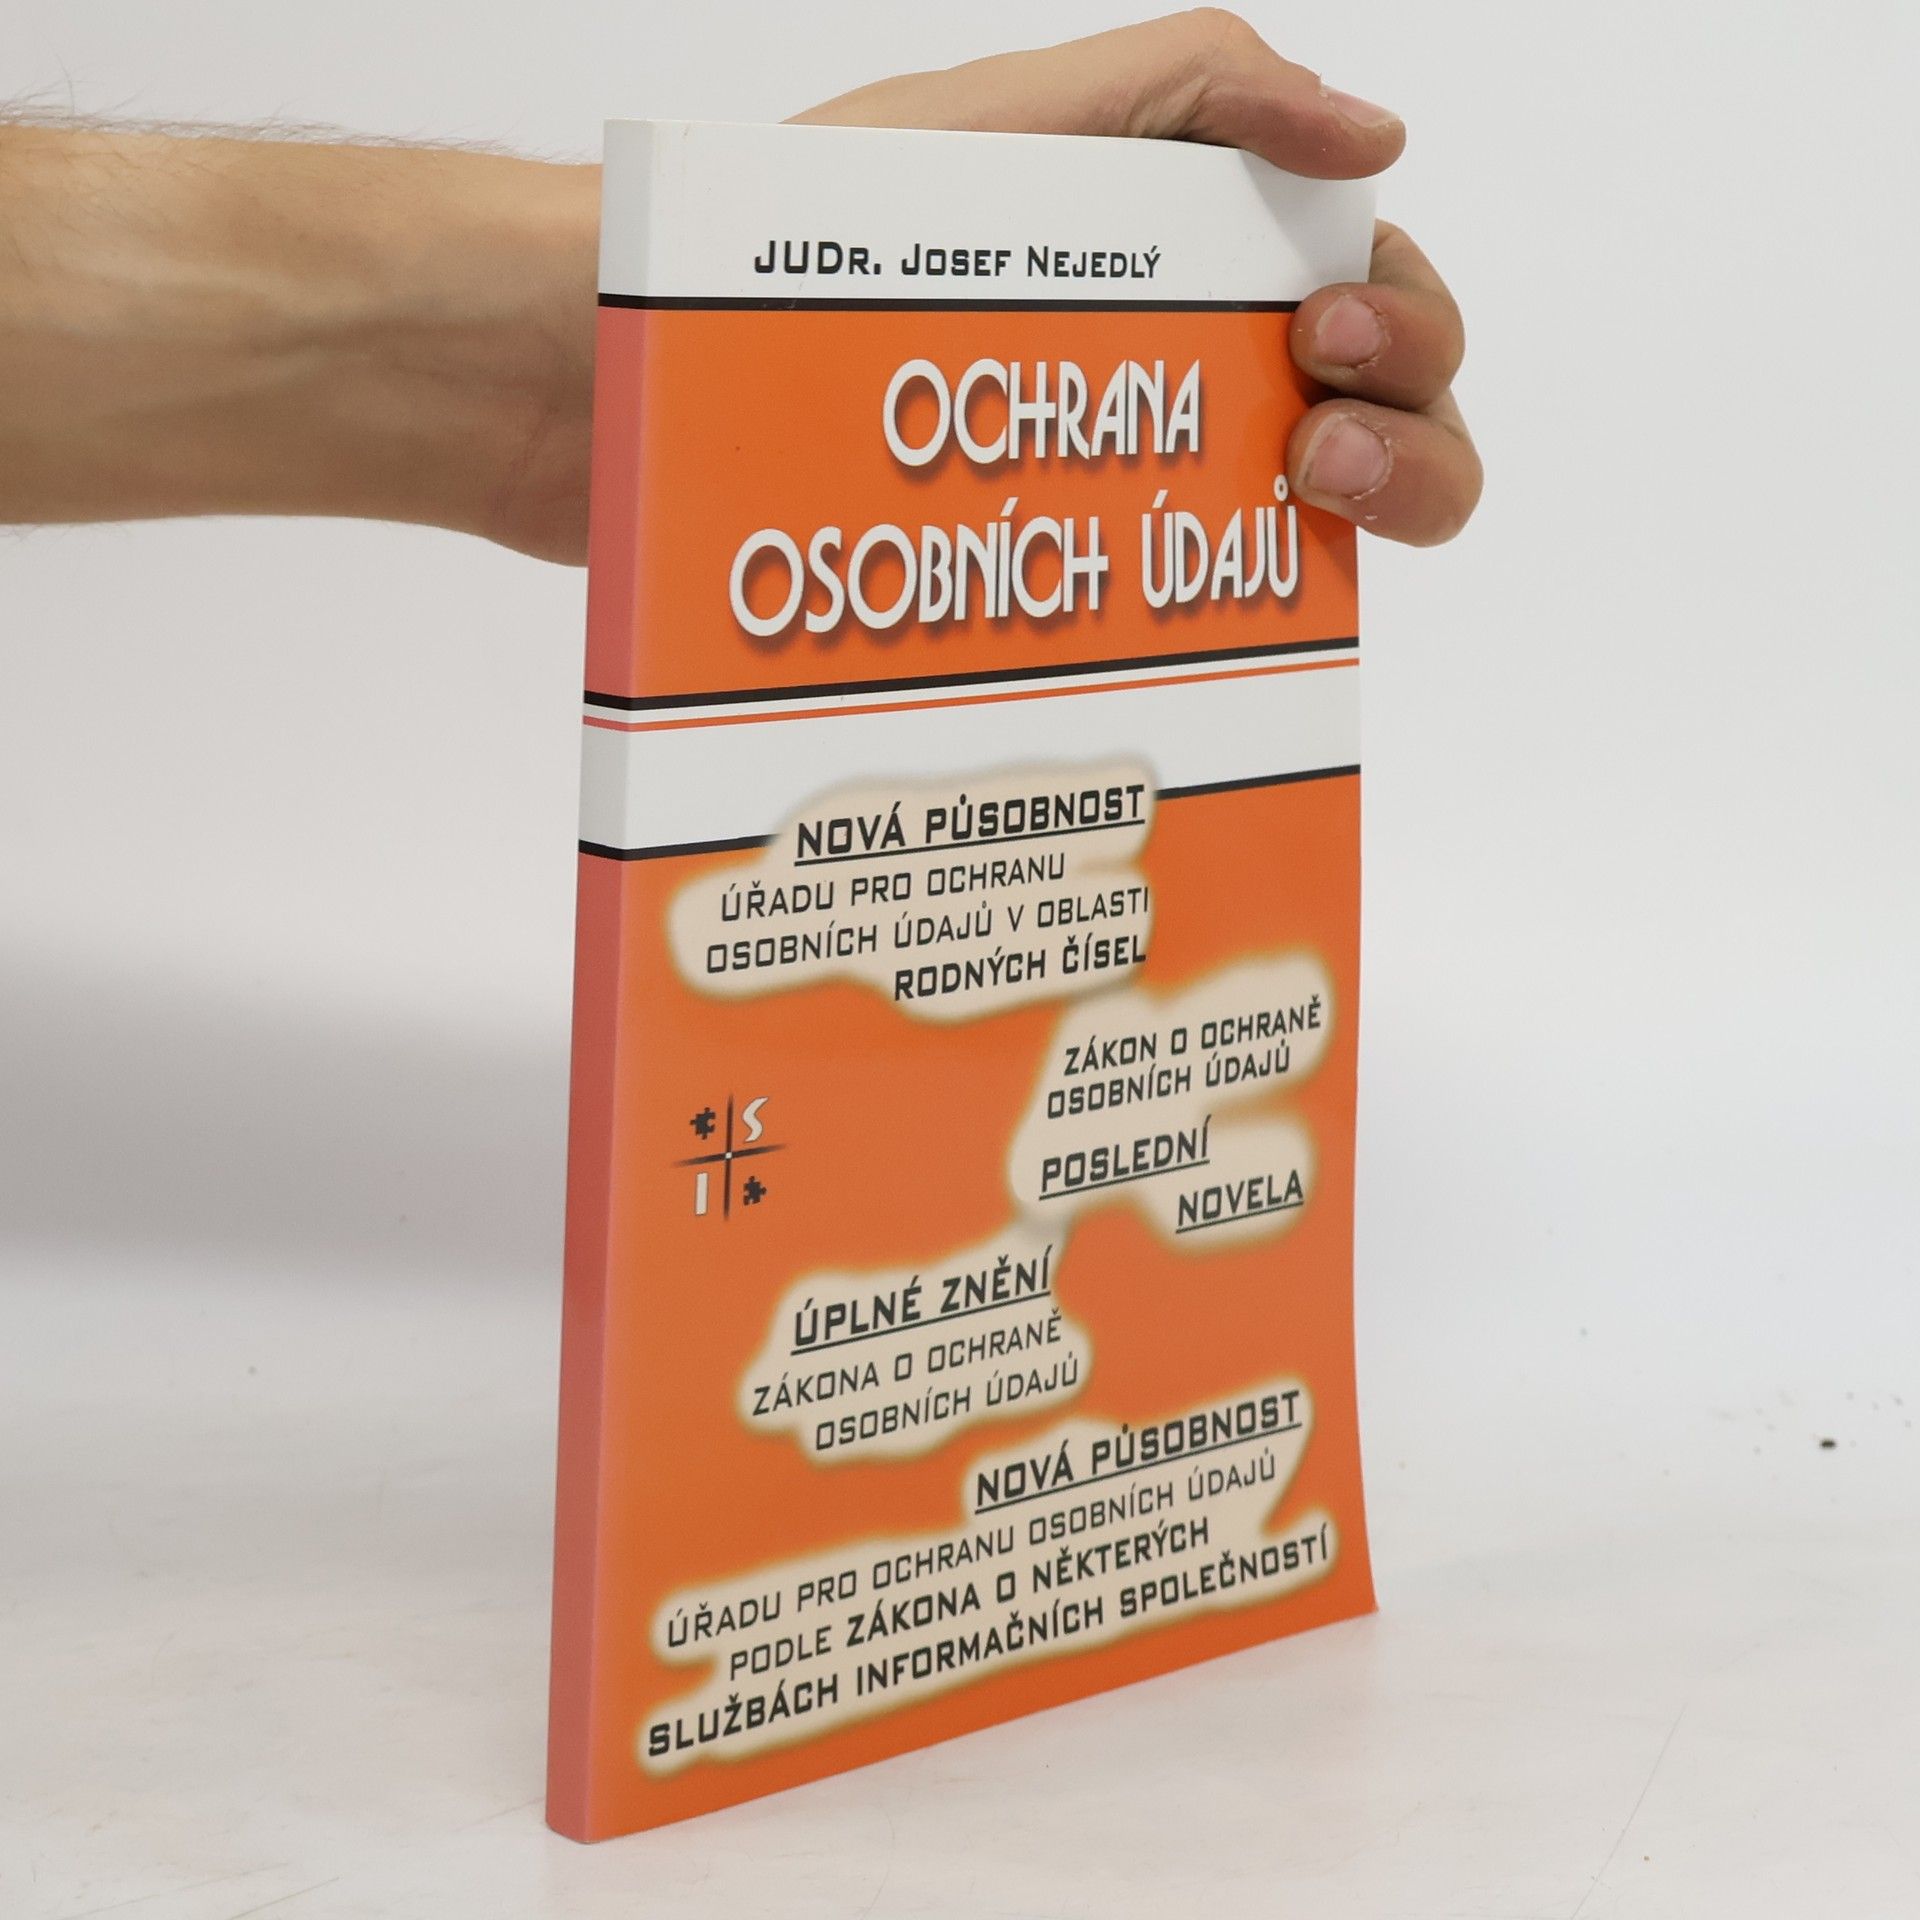 JUDr. Josef Nejedlý
OCHRANA
OSOBNÍCH ÚDAJŮ
NOVÁ PŮSOBNOST
ÚŘADU PRO OCHRANU
OSOBNÍCH ÚDAJŮ V OBLASTI
RODNÝCH ČÍSEL
ZÁKON O OCHRANĚ
OSOBNÍCH ÚDAJŮ
POSLEDNÍ
NOVELA
S
I
ÚPLNÉ ZNĚNÍ
ZÁKONA O OCHRANĚ
OSOBNÍCH ÚDAJŮ
NOVÁ PŮSOBNOST
ÚŘADU PRO OCHRANU OSOBNÍCH ÚDAJŮ
PODLE ZÁKONA O NĚKTERÝCH
SLUŽBÁCH INFORMAČNÍCH SPOLEČNOSTÍ